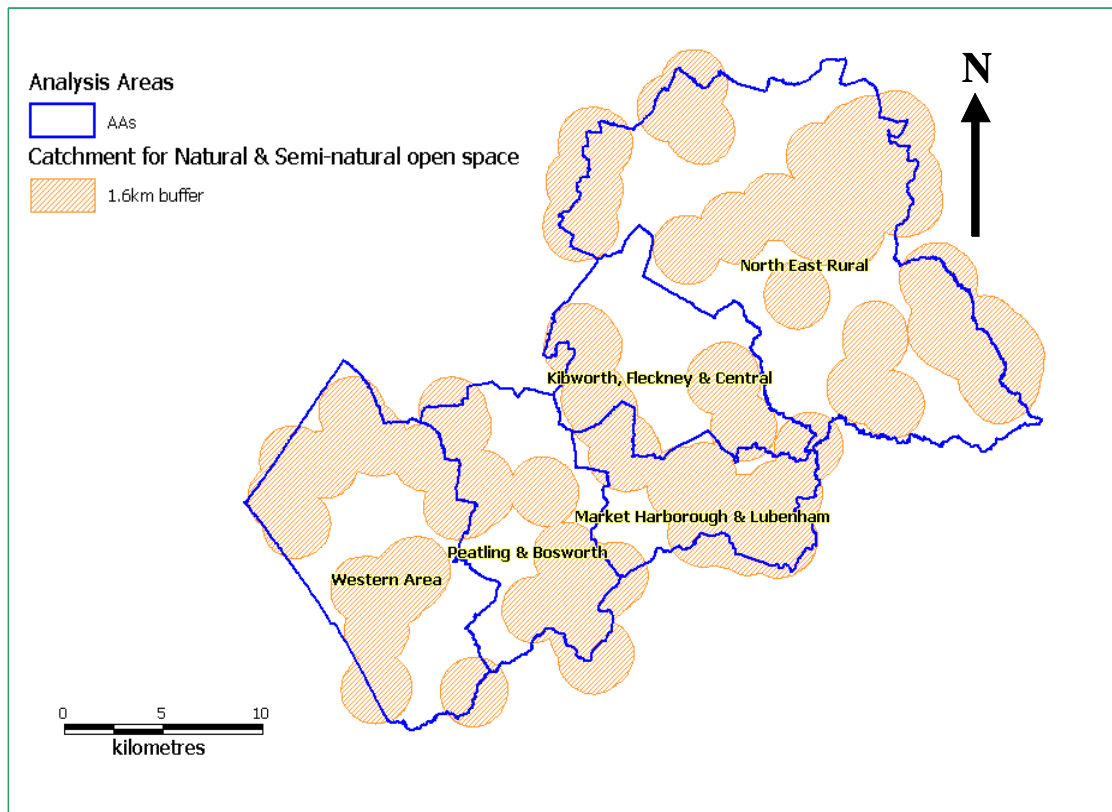 N
Analysis Areas
AAs
Catchment for Natural & Semi-natural open space
1.6km buffer
North East Rural
Kibworth, Fleckney & Central
Market Harborough & Lubenham
Peatling & Bosworth
Western Area
0 5 10
kilometres